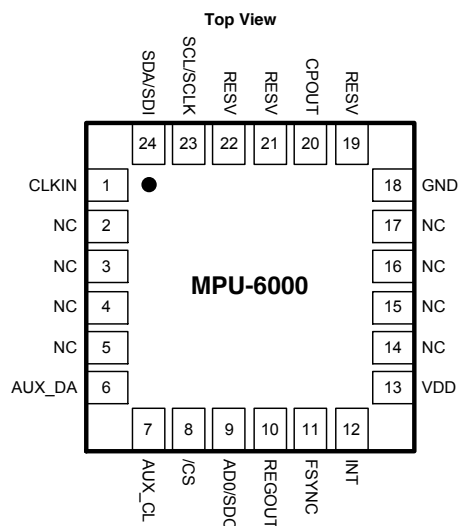 Top View
SDA/SDI
SCL/SCLK
RESV
RESV
CPOUT
RESV
24 23 22 21 20 19
CLKIN 1 18 GND
NC 2 17 NC
NC 3 16 NC
MPU-6000
NC 4 15 NC
NC 5 14 NC
AUX_DA 6 13 VDD
7 8 9 10 11 12
AUX_CL
/CS
AD0/SDO
REGOUT
FSYNC
INT